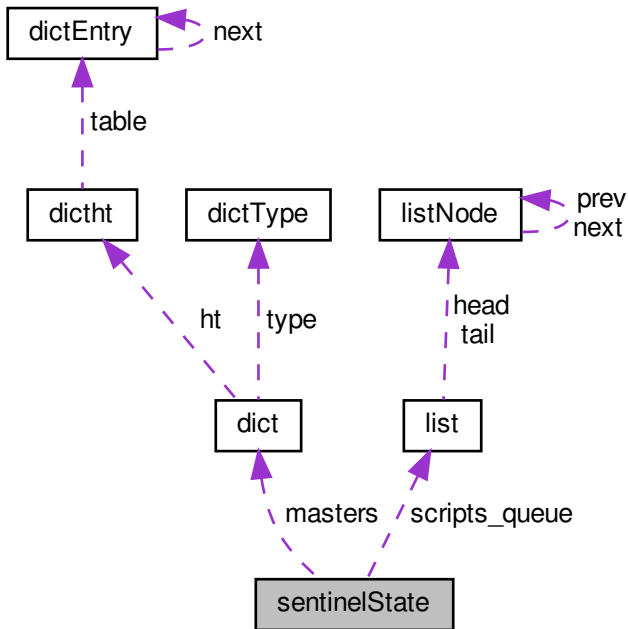 dictEntry
next
table
dictht
dictType
listNode
prev
next
ht
type
head
tail
dict
list
masters
scripts_queue
sentinelState